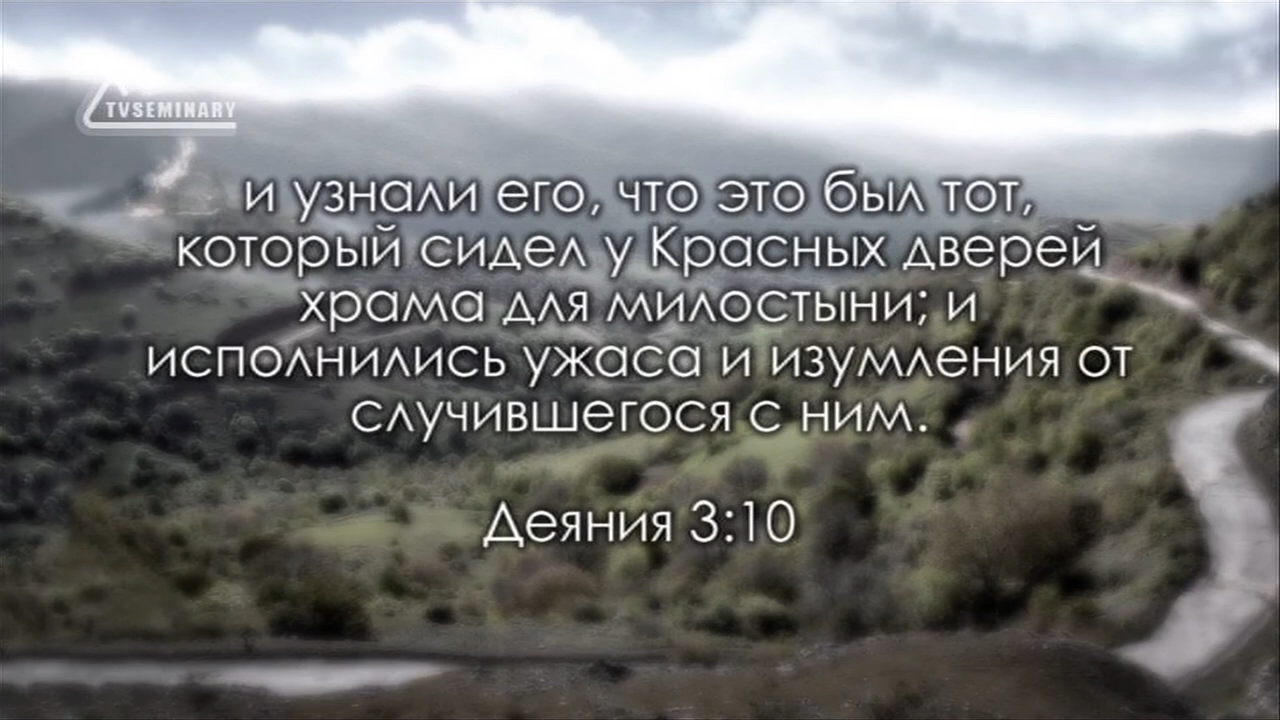 TVSEMINARY
и узнали его, что это был тот,
который сидел у Красных дверей
храма для милостыни; и
исполнились ужаса и изумления от
случившегося с ним.
Деяния 3:10